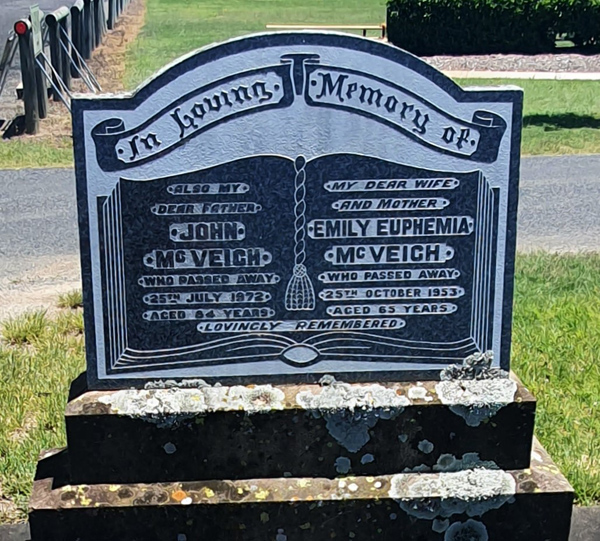 In Loving Memory of
ALSO MY
DEAR FATHER
JOHN
McVEIGH
WHO PASSED AWAY
25TH JULY 1972
AGED 84 YEARS
MY DEAR WIFE
AND MOTHER
EMILY EUPHEMIA
McVEIGH
WHO PASSED AWAY
25TH OCTOBER 1953
AGED 65 YEARS
LOVINGLY REMEMBERED